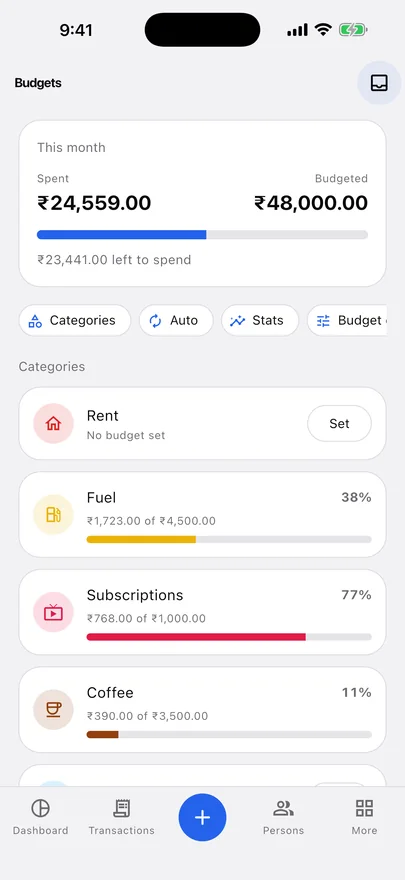 9:41
Budgets
This month
Spent Budgeted
₹24,559.00 ₹48,000.00
₹23,441.00 left to spend
Categories Auto Stats Budget
Categories
Rent
No budget set
Set
Fuel 38%
₹1,723.00 of ₹4,500.00
Subscriptions 77%
₹768.00 of ₹1,000.00
Coffee 11%
₹390.00 of ₹3,500.00
Dashboard Transactions Persons More